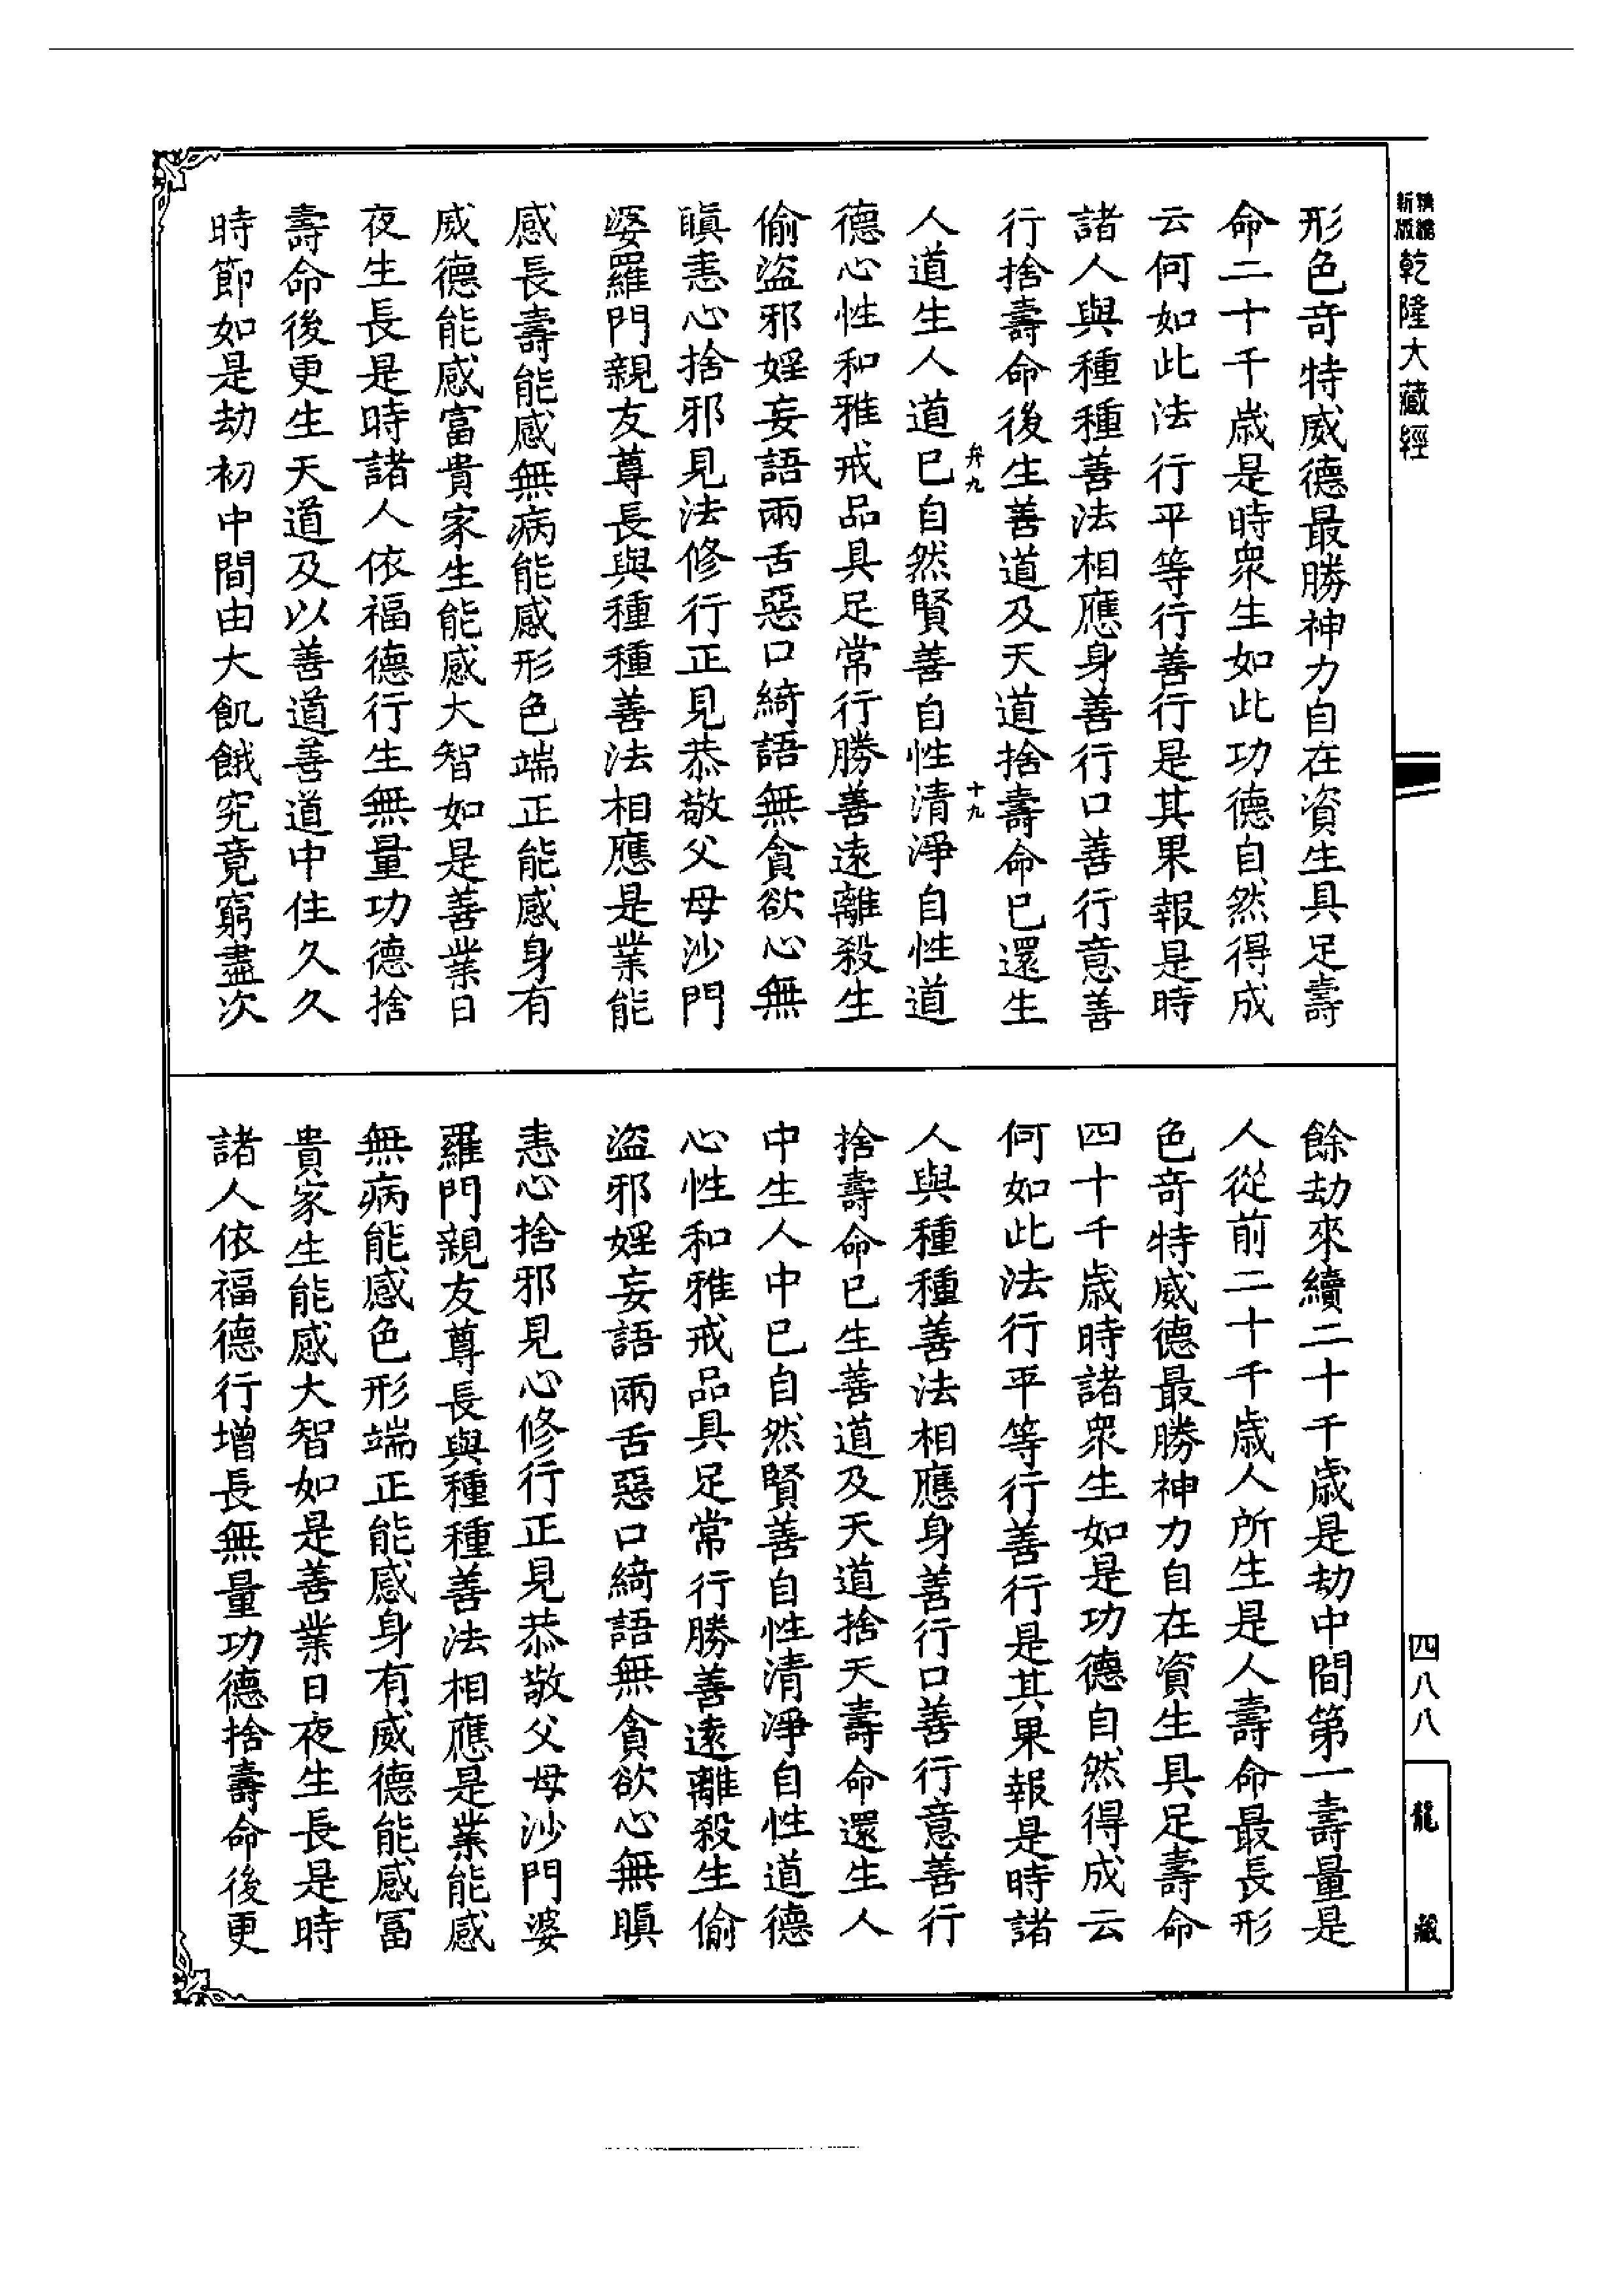 新版精縮乾隆大藏經
形色奇特威德最勝神力自在資生具足壽
命二十千歲是時眾生如此功德自然得成
云何如此法行平等行善行是其果報是時
諸人與種種善法相應身善行口善行意善
行捨壽命後生善道及天道捨壽命已還生
弁九
十九
人道生人道已自然賢善自性清淨自性道
德心性和雅戒品具足常行勝善遠離殺生
偷盜邪婬妄語兩舌惡口綺語無貪欲心無
瞋恚心捨邪見法修行正見恭敬父母沙門
婆羅門親友尊長與種種善法相應是業能
感長壽能感無病能感形色端正能感身有
威德能感富貴家生能感大智如是善業日
夜生長是時諸人依福德行生無量功德捨
壽命後更生天道及以善道善道中住久久
時節如是劫初中間由大飢餓究竟窮盡次
餘劫來續二十千歲是劫中間第一壽量是
人從前二十千歲人所生是人壽命最長形
色奇特威德最勝神力自在資生具足壽命
四十千歲時諸眾生如是功德自然得成云
何如此法行平等行善行是其果報是時諸
人與種種善法相應身善行口善行意善行
捨壽命已生善道及天道捨天壽命還生人
中生人中已自然賢善自性清淨自性道德
心性和雅戒品具足常行勝善遠離殺生偷
盜邪婬妄語兩舌惡口綺語無貪欲心無瞋
恚心捨邪見心修行正見恭敬父母沙門婆
羅門親友尊長與種種善法相應是業能感
無病能感色形端正能感身有威德能感富
貴家生能感大智如是善業日夜生長是時
諸人依福德行增長無量功德捨壽命後更
四八八
龍藏